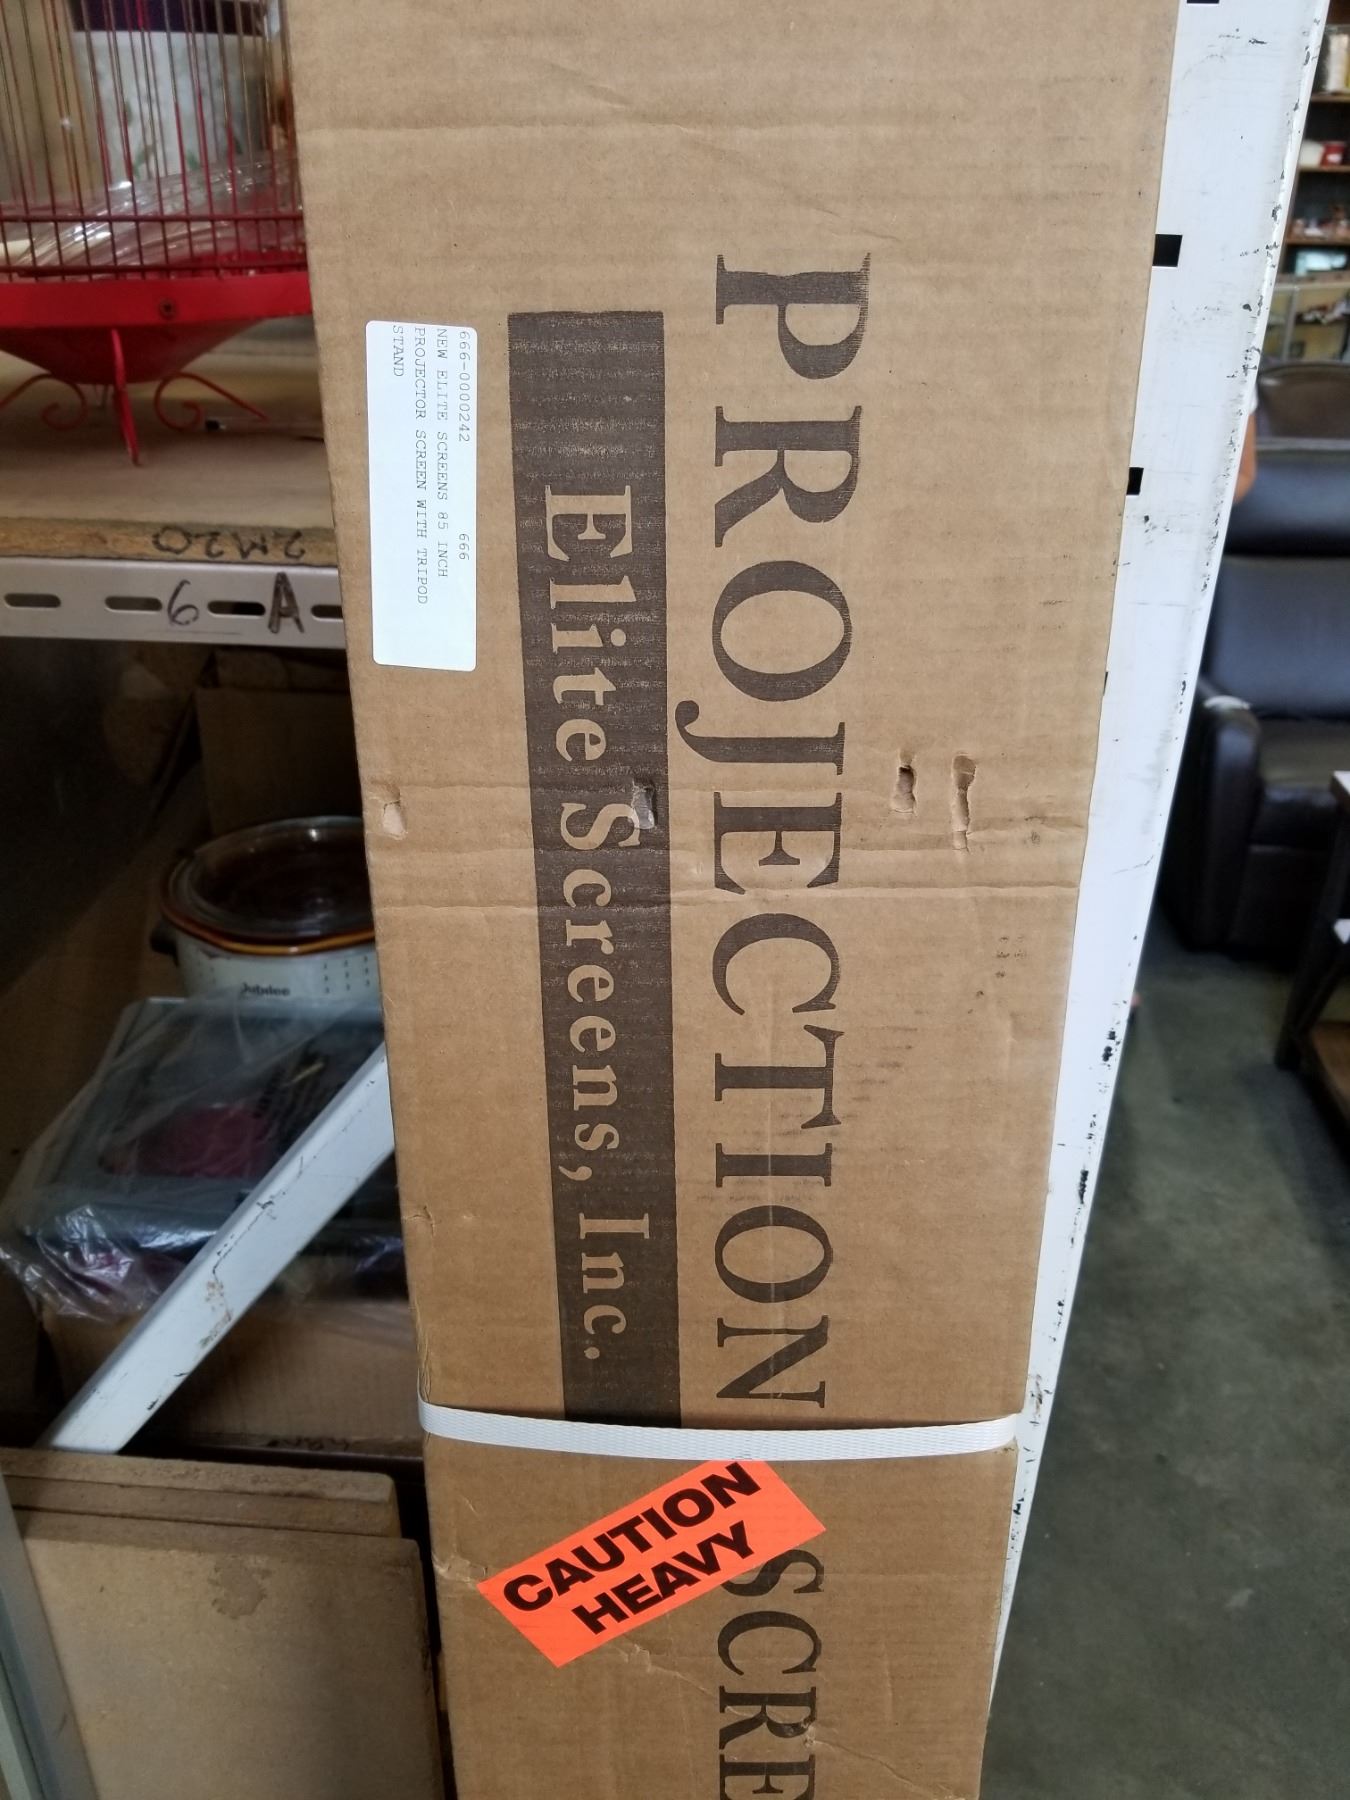 PROJECTION SCRE
Elite Screens, Inc.
666-0000242 666
NEW ELITE SCREENS 85 INCH
PROJECTOR SCREEN WITH TRIPOD
STAND
CAUTION
HEAVY
2M20
6 A
Jubilee